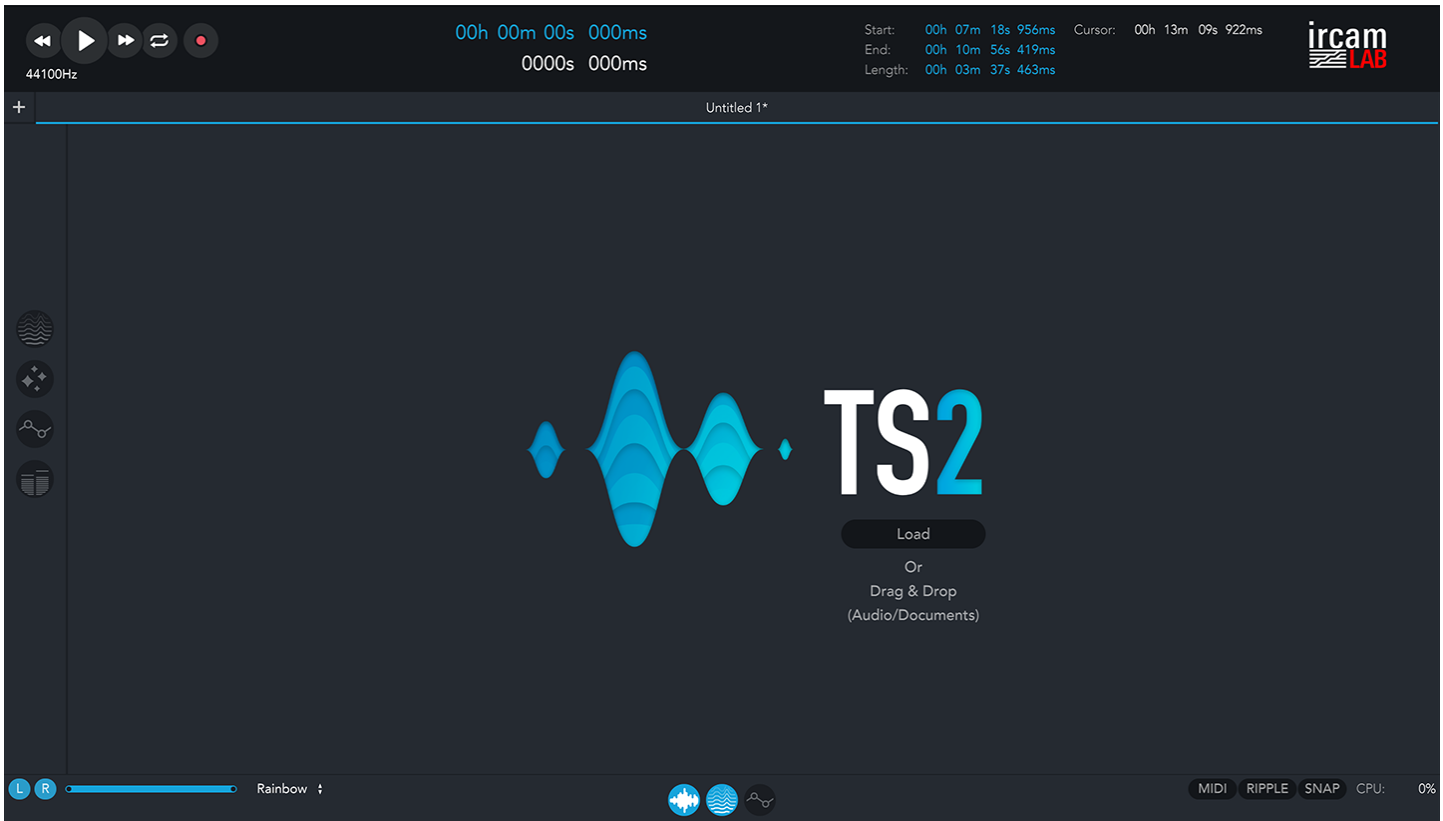 44100Hz
00h 00m 00s 000ms
0000s 000ms
Start: 00h 07m 18s 956ms Cursor: 00h 13m 09s 922ms
End: 00h 10m 56s 419ms
Length: 00h 03m 37s 463ms
ircam
LAB
+ Untitled 1*
TS2
Load
Or
Drag & Drop
(Audio/Documents)
L R Rainbow MIDI RIPPLE SNAP CPU: 0%